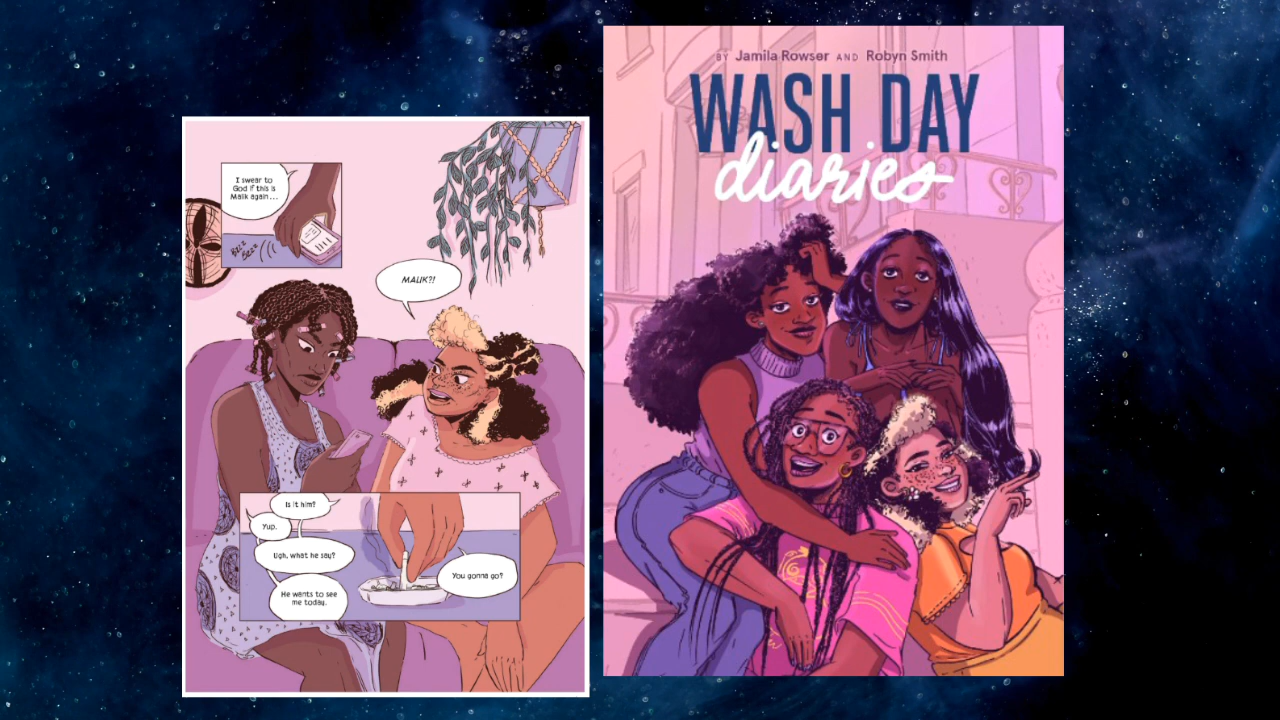 I swear to
God if this is
Malik again...
BZZZ
BZZZ
MALIK?!
Is it him?
Yup.
Ugh, what he say?
He wants to see
me today.
You gonna go?
BY Jamila Rowser AND Robyn Smith
WASH DAY
diaries